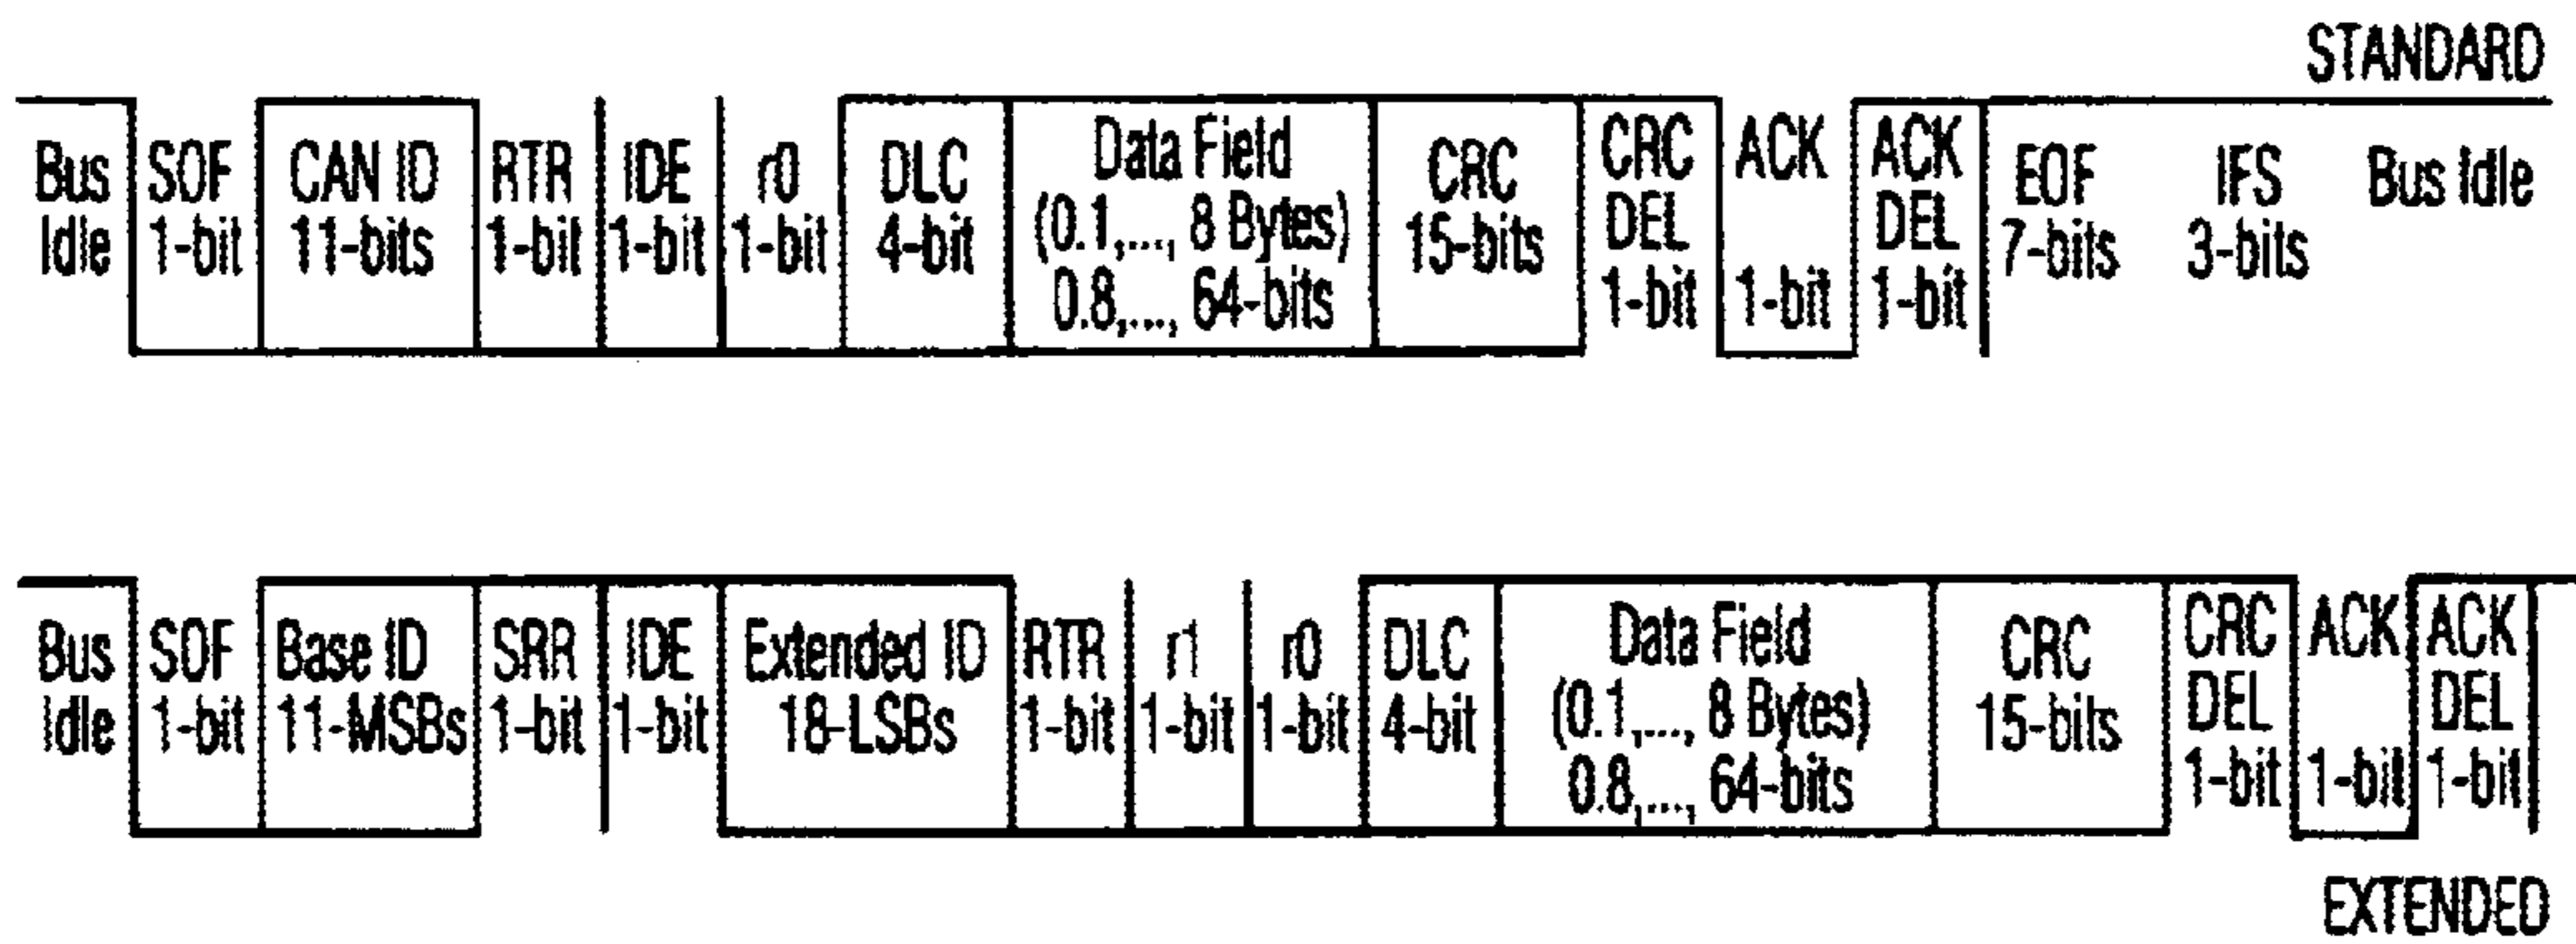 STANDARD
Bus Idle
SOF 1-bit
CAN ID 11-bits
RTR 1-bit
IDE 1-bit
r0 1-bit
DLC 4-bit
Data Field
(0.1,..., 8 Bytes)
0.8,..., 64-bits
CRC 15-bits
CRC DEL 1-bit
ACK 1-bit
ACK DEL 1-bit
EOF 7-bits
IFS 3-bits
Bus Idle
Bus Idle
SOF 1-bit
Base ID 11-MSBs
SRR 1-bit
IDE 1-bit
Extended ID 18-LSBs
RTR 1-bit
r1 1-bit
r0 1-bit
DLC 4-bit
Data Field
(0.1,..., 8 Bytes)
0.8,..., 64-bits
CRC 15-bits
CRC DEL 1-bit
ACK 1-bit
ACK DEL 1-bit
EXTENDED